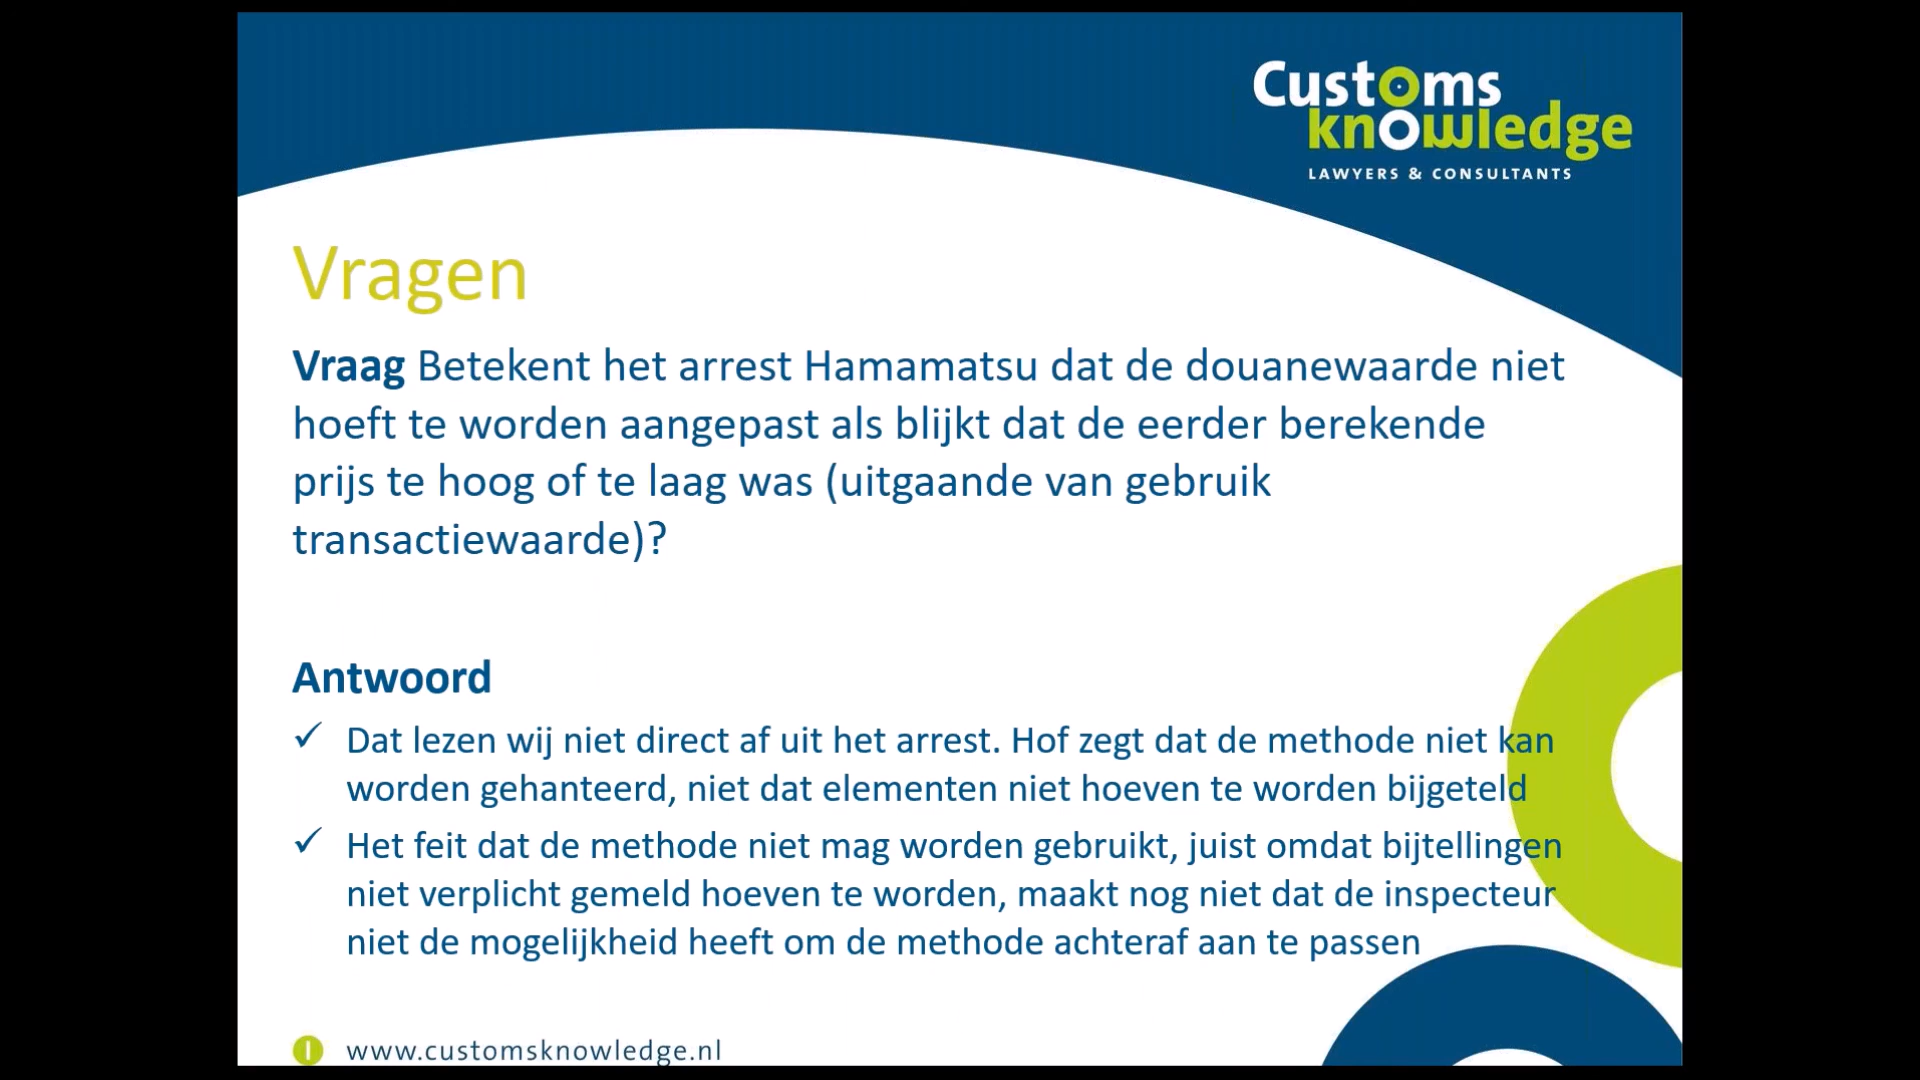 Customs
knowledge
LAWYERS & CONSULTANTS
Vragen
Vraag Betekent het arrest Hamamatsu dat de douanewaarde niet
hoeft te worden aangepast als blijkt dat de eerder berekende
prijs te hoog of te laag was (uitgaande van gebruik
transactiewaarde)?
Antwoord
✓ Dat lezen wij niet direct af uit het arrest. Hof zegt dat de methode niet kan
worden gehanteerd, niet dat elementen niet hoeven te worden bijgeteld
✓ Het feit dat de methode niet mag worden gebruikt, juist omdat bijtellingen
niet verplicht gemeld hoeven te worden, maakt nog niet dat de inspecteur
niet de mogelijkheid heeft om de methode achteraf aan te passen
www.customsknowledge.nl